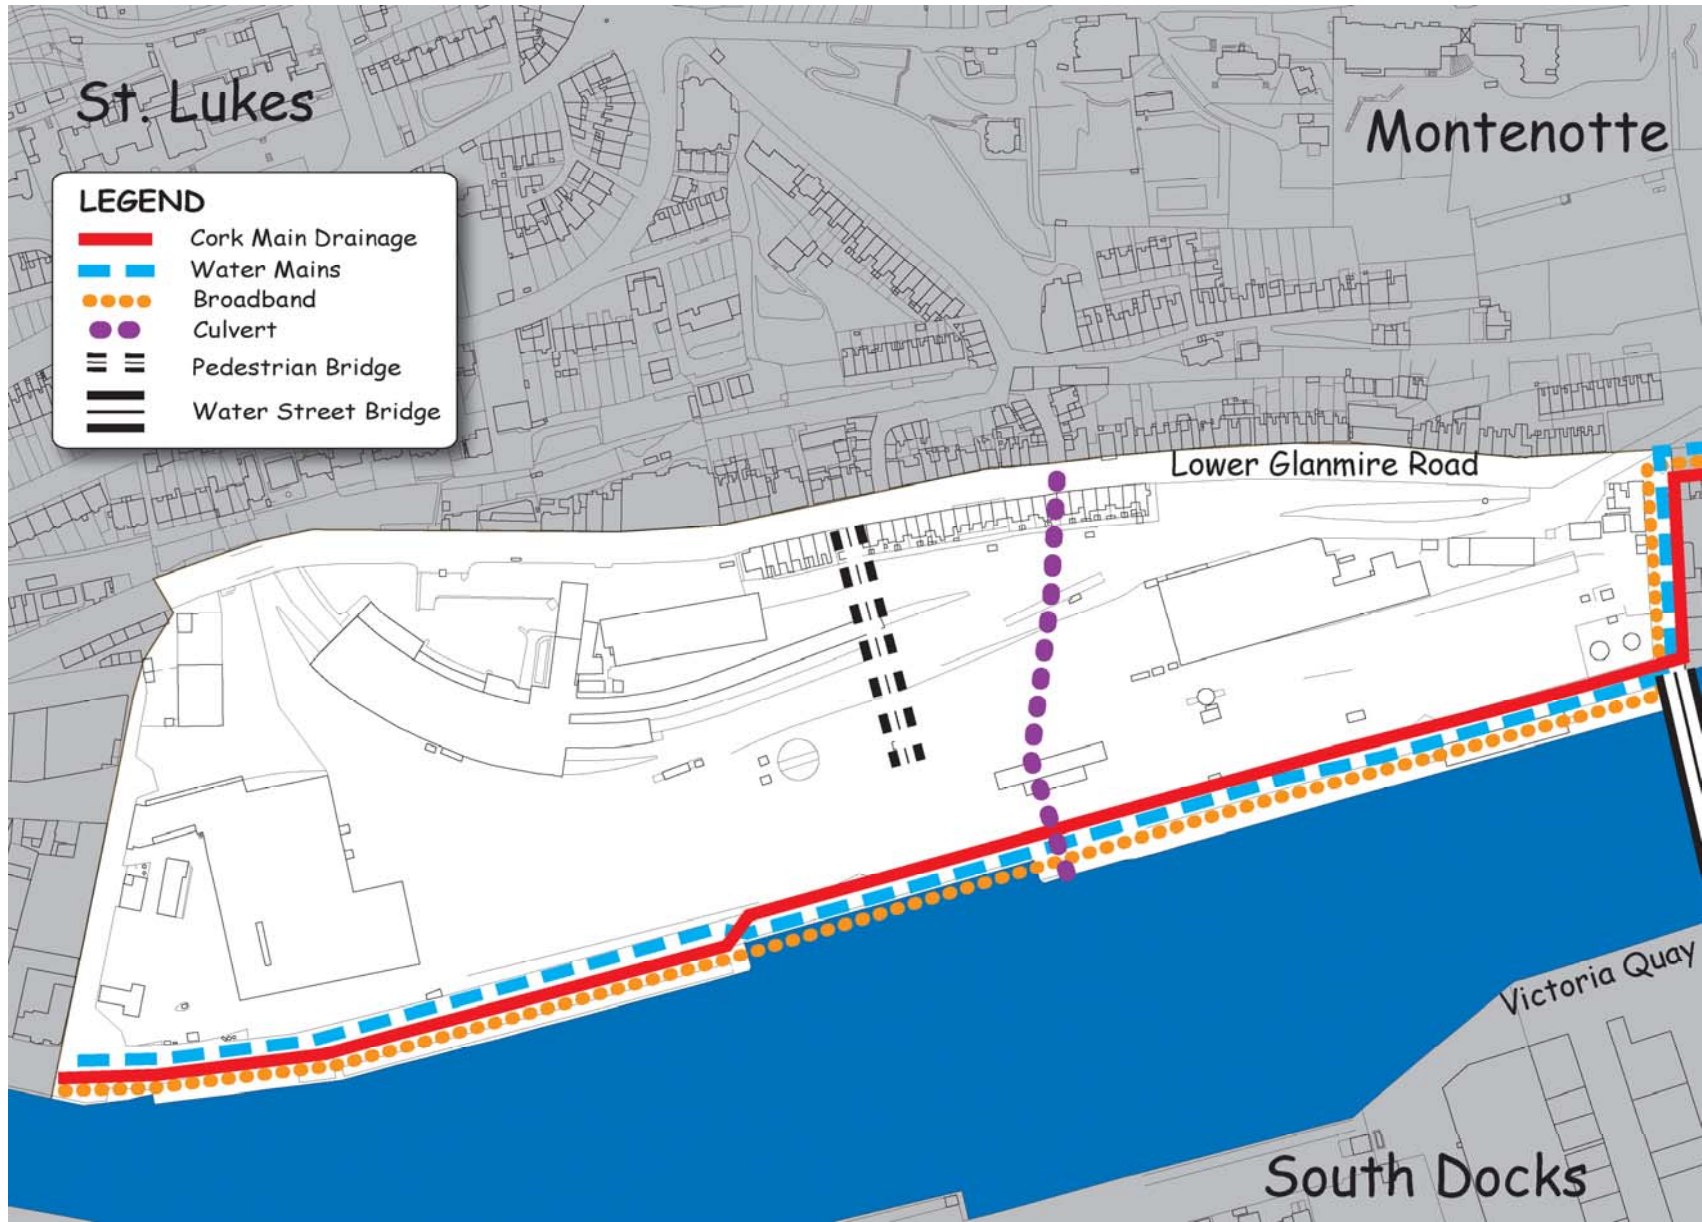 St. Lukes
Montenotte
LEGEND
Cork Main Drainage
Water Mains
Broadband
Culvert
Pedestrian Bridge
Water Street Bridge
Lower Glanmire Road
Victoria Quay
South Docks